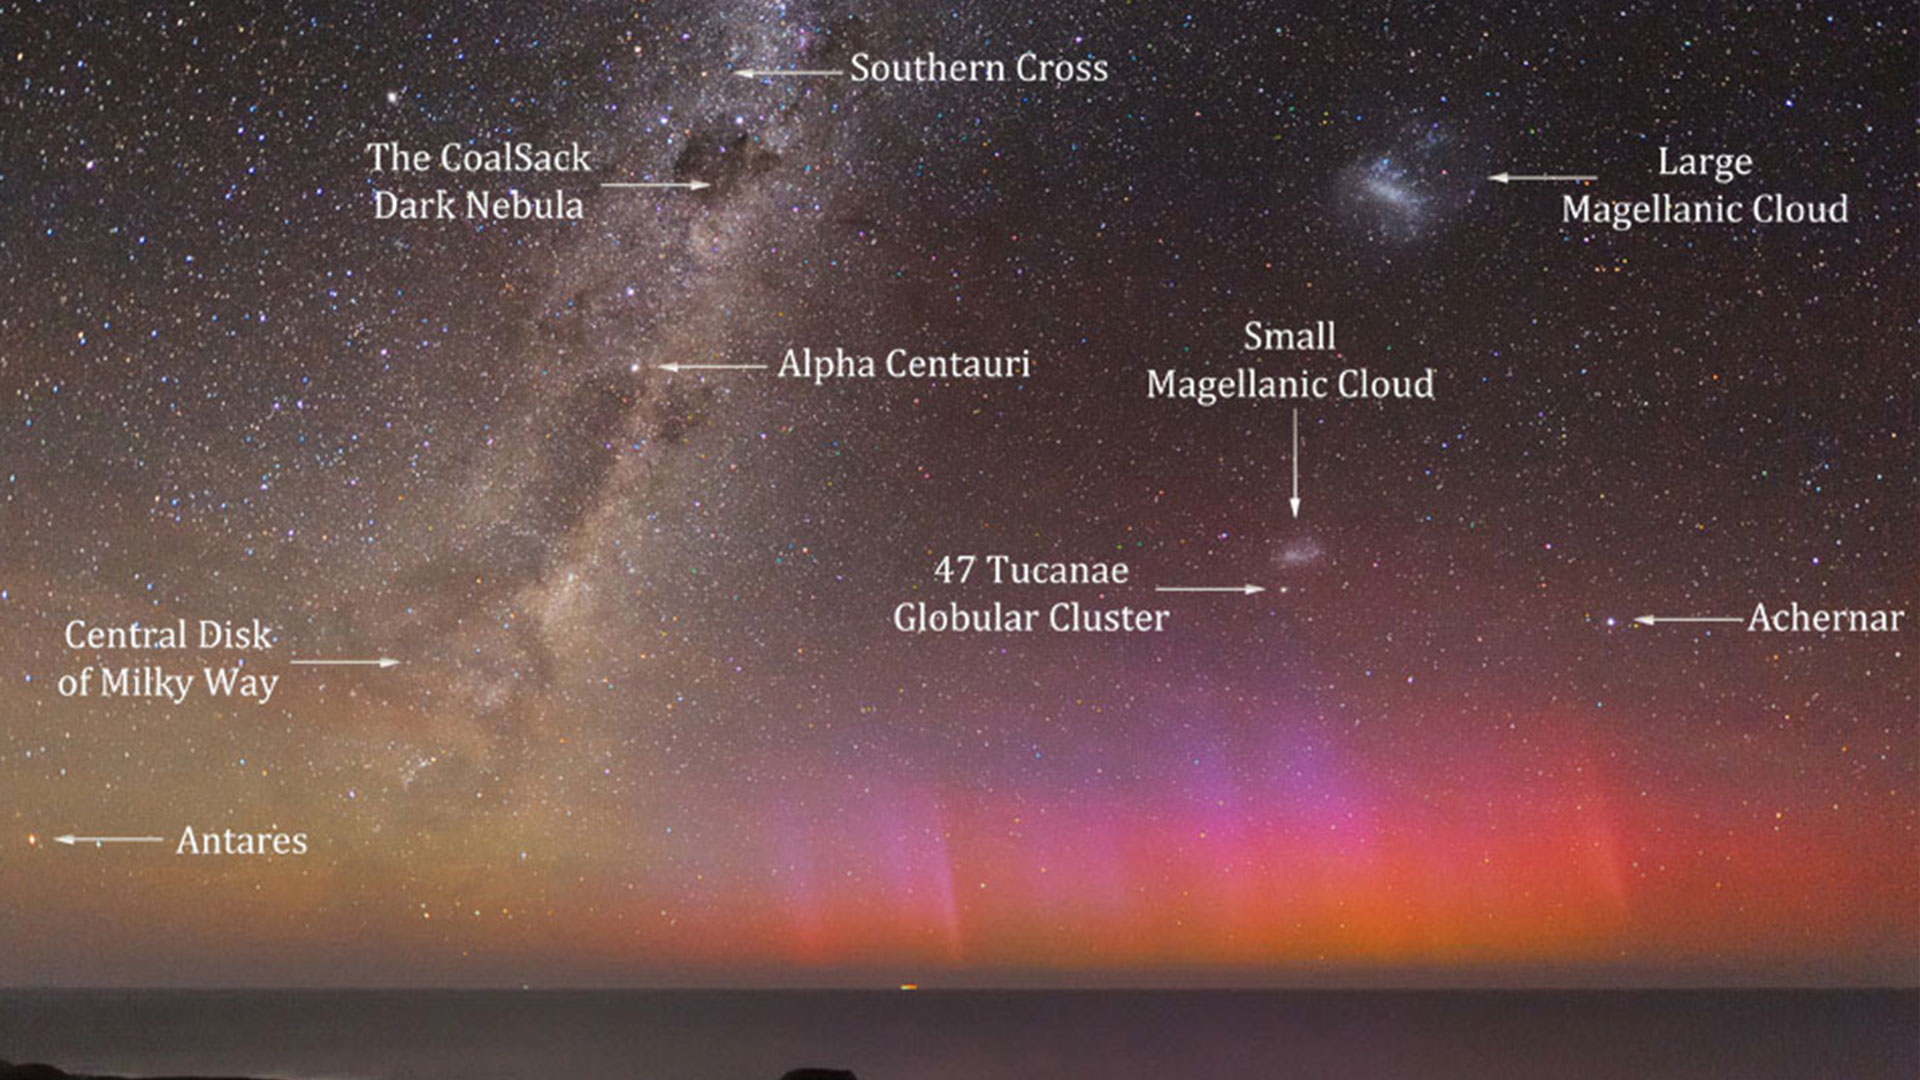 Southern Cross
The CoalSack
Dark Nebula
Large
Magellanic Cloud
Small
Magellanic Cloud
Alpha Centauri
47 Tucanae
Globular Cluster
Achernar
Central Disk
of Milky Way
Antares